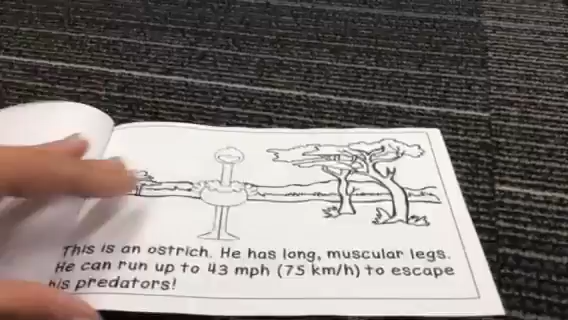 This is an ostrich. He has long, muscular legs.
He can run up to 43 mph (75 km/h) to escape
his predators!